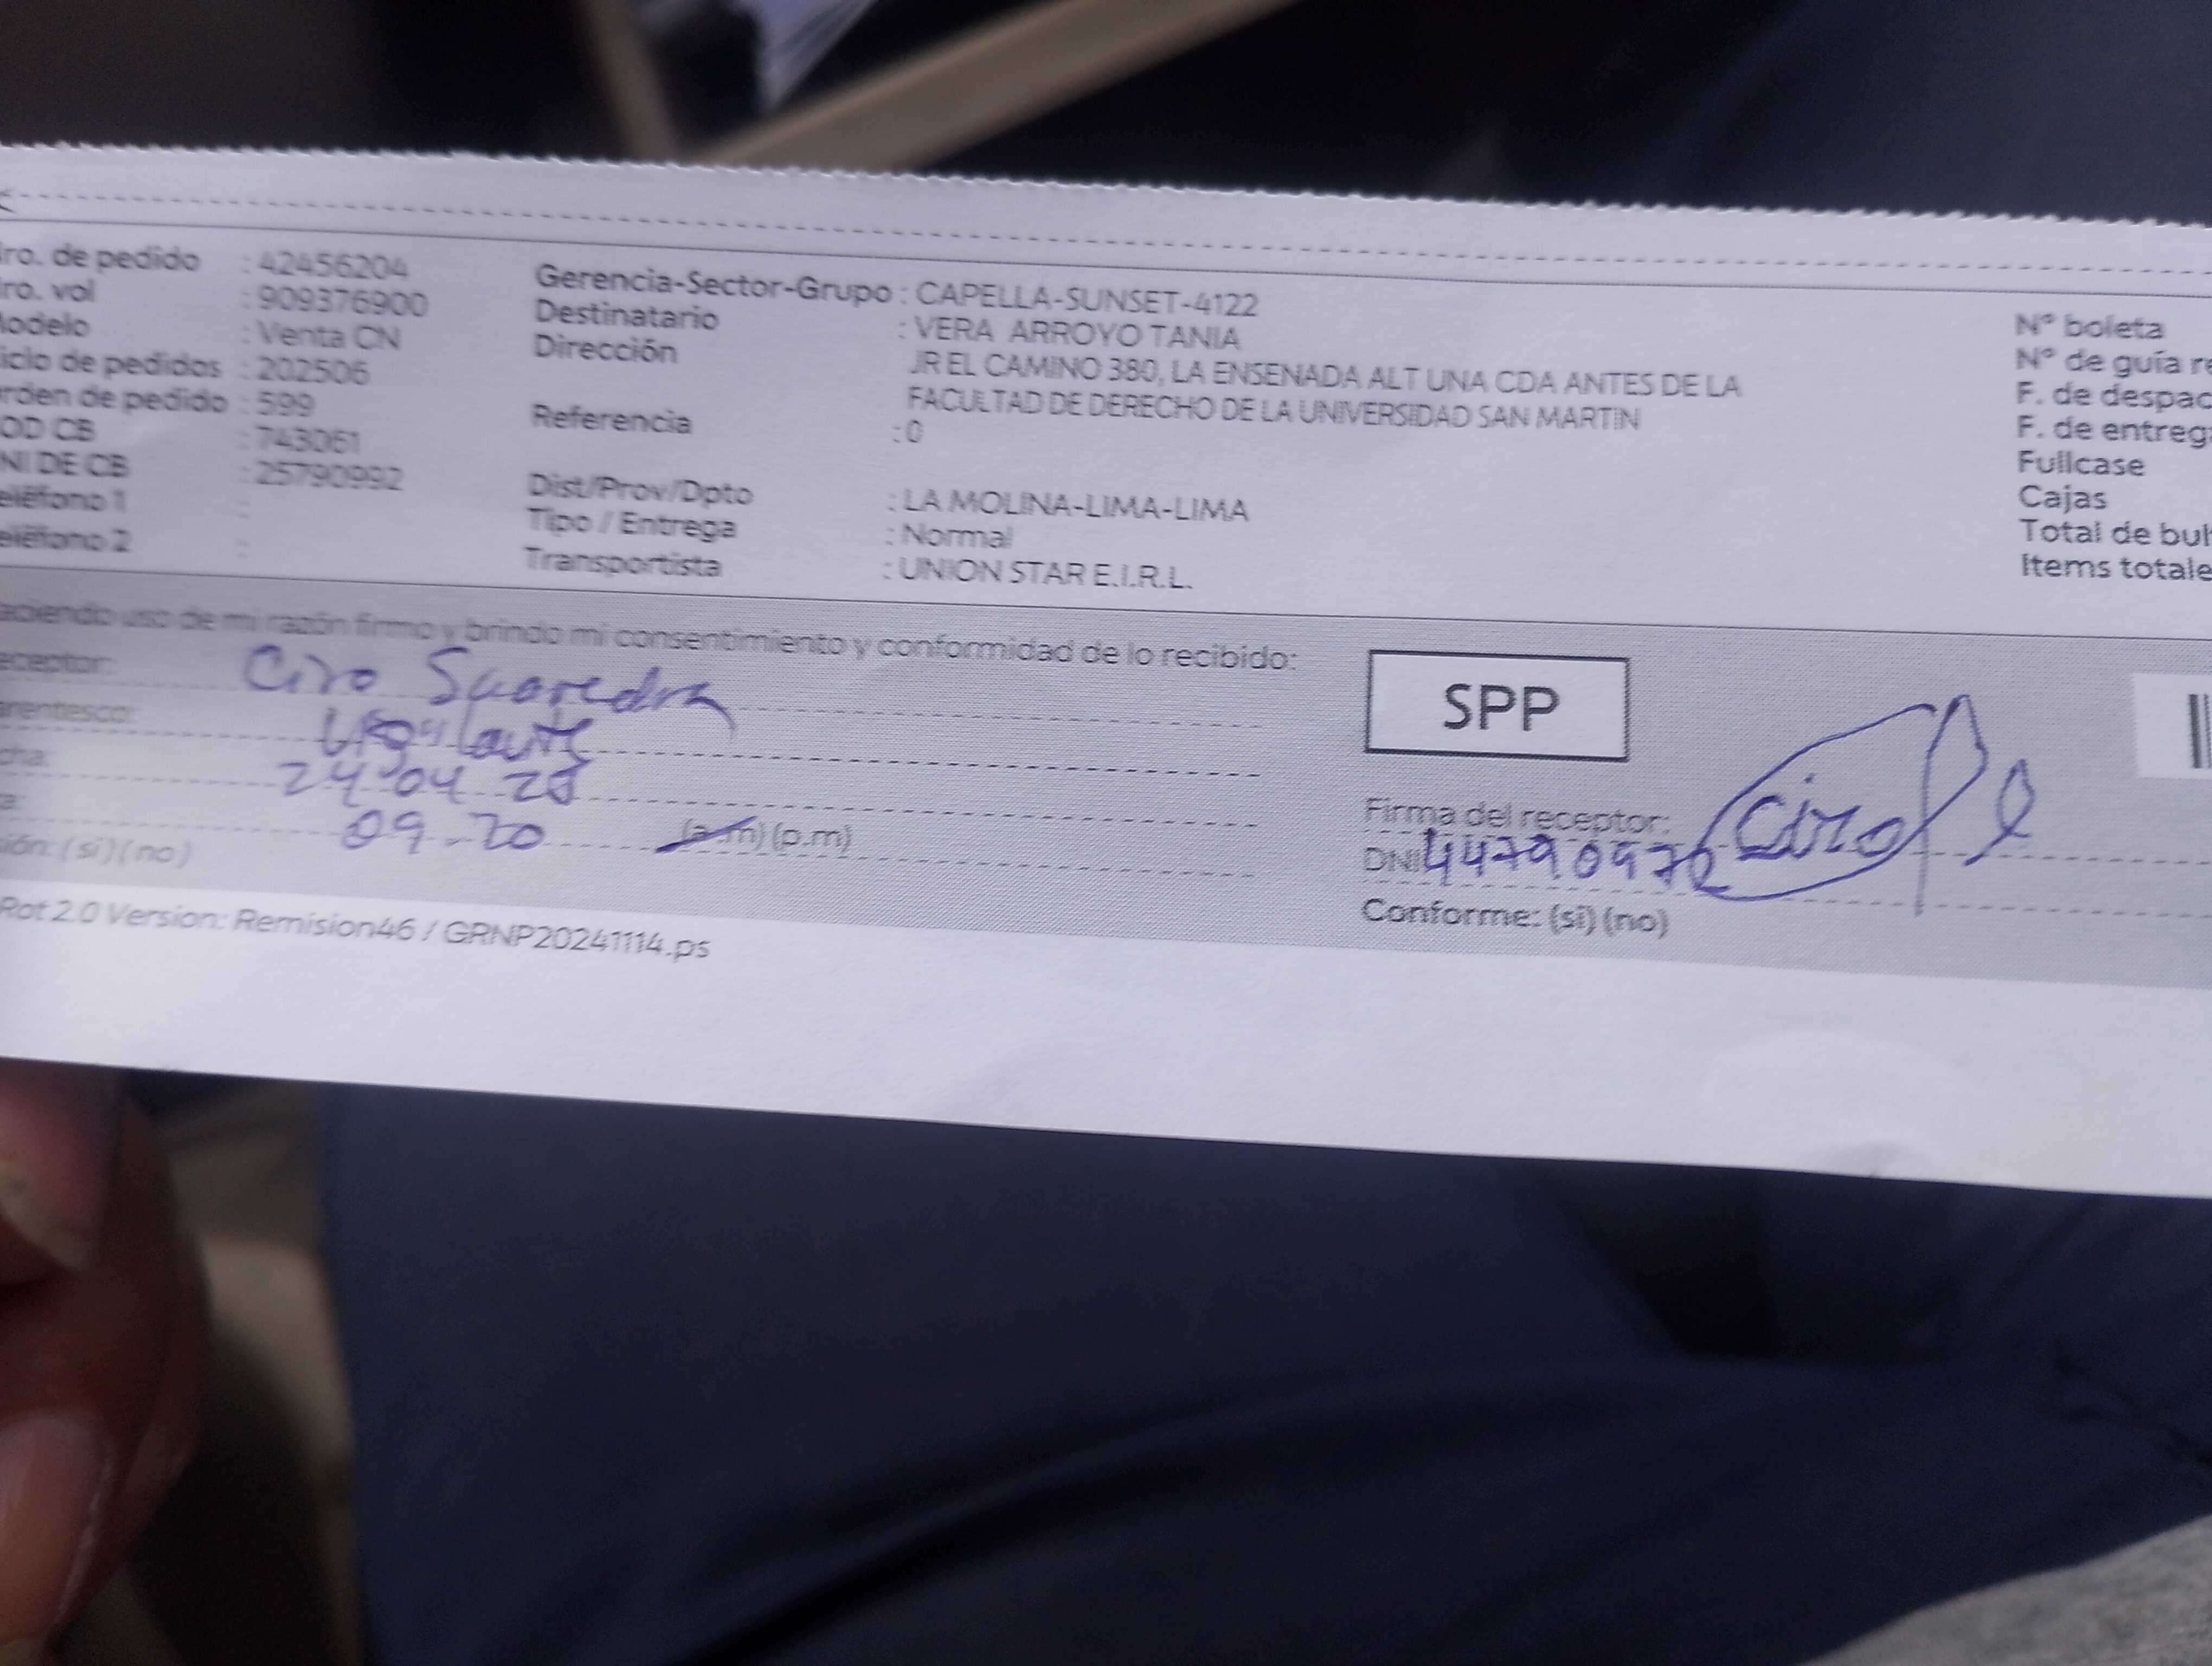 ro. de pedido : 42456204
ro. vol : 909376900
odelo : Venta CN
iclo de pedidos : 202506
rden de pedido : 599
OD CB : 743061
NI DE CB : 25790992
eléfono 1 :
eléfono 2 :
Gerencia-Sector-Grupo : CAPELLA-SUNSET-4122
Destinatario : VERA ARROYO TANIA
Dirección JR EL CAMINO 380, LA ENSENADA ALT UNA CDA ANTES DE LA
FACULTAD DE DERECHO DE LA UNIVERSIDAD SAN MARTIN
Referencia : 0
Dist/Prov/Dpto : LA MOLINA-LIMA-LIMA
Tipo / Entrega : Normal
Transportista : UNION STAR E.I.R.L.
N° boleta
N° de guía re
F. de despac
F. de entreg
Fullcase
Cajas
Total de bul
Items totale
aciendo uso de mi razón firmo y brindo mi consentimiento y conformidad de lo recibido:
eceptor: Ciro Saavedra
arentesco: Vigilante
cha: 24 04 25
a: 09-20 (a.m) (p.m)
ión: (si) (no)
SPP
Firma del receptor: Ciro
DNI
Conforme: (si) (no)
Rot 2.0 Version: Remision46 / GRNP20241114.ps